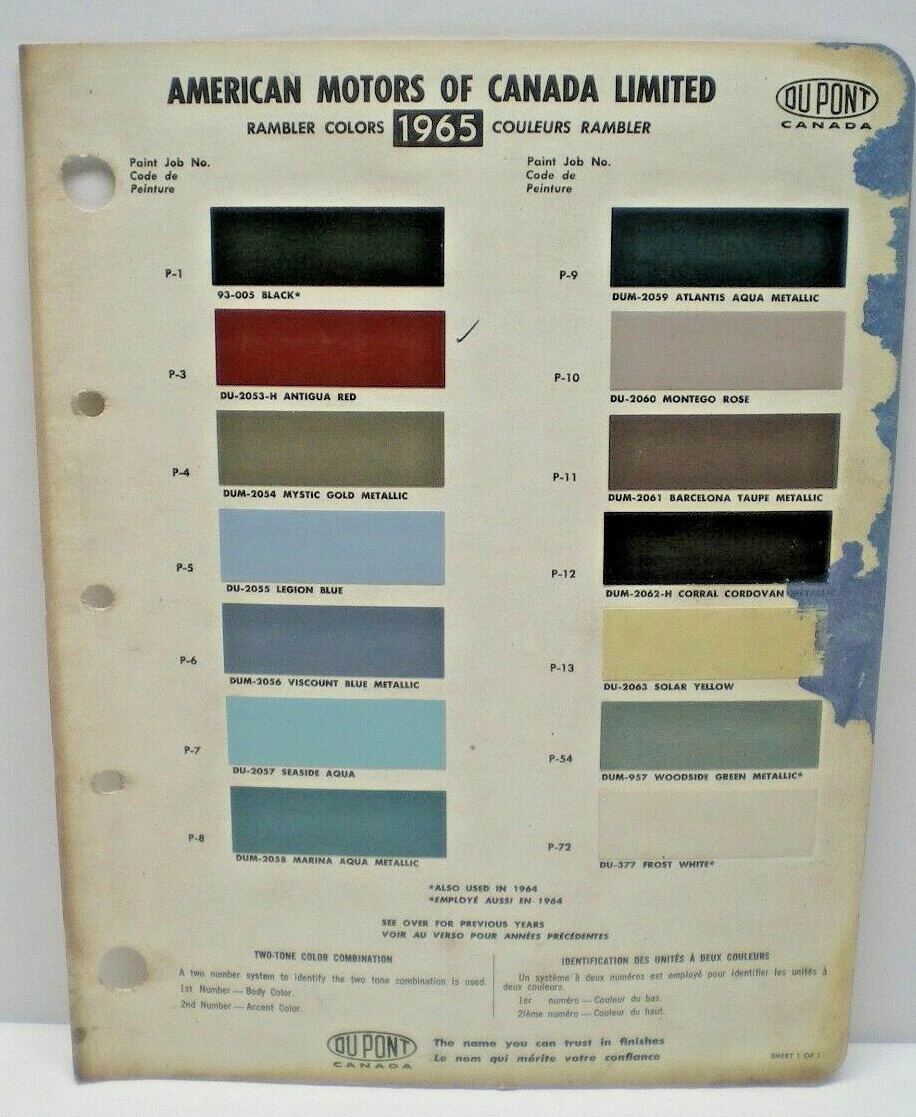 AMERICAN MOTORS OF CANADA LIMITED
RAMBLER COLORS 1965 COULEURS RAMBLER
DU PONT
CANADA
Paint Job No.
Code de
Peinture
Paint Job No.
Code de
Peinture
P-1
93-005 BLACK*
P-3
DU-2053-H ANTIGUA RED
P-4
DUM-2054 MYSTIC GOLD METALLIC
P-5
DU-2055 LEGION BLUE
P-6
DUM-2056 VISCOUNT BLUE METALLIC
P-7
DU-2057 SEASIDE AQUA
P-8
DUM-2058 MARINA AQUA METALLIC
P-9
DUM-2059 ATLANTIS AQUA METALLIC
P-10
DU-2060 MONTEGO ROSE
P-11
DUM-2061 BARCELONA TAUPE METALLIC
P-12
DUM-2062-H CORRAL CORDOVAN METALLIC
P-13
DU-2063 SOLAR YELLOW
P-54
DUM-957 WOODSIDE GREEN METALLIC*
P-72
DU-377 FROST WHITE*
*ALSO USED IN 1964
*EMPLOYÉ AUSSI EN 1964
SEE OVER FOR PREVIOUS YEARS
VOIR AU VERSO POUR ANNÉES PRÉCÉDENTES
TWO-TONE COLOR COMBINATION
A two number system to identify the two tone combination is used.
1st Number — Body Color.
2nd Number — Accent Color.
IDENTIFICATION DES UNITÉS À DEUX COULEURS
Un système à deux numéros est employé pour identifier les unités à
deux couleurs.
1er numéro — Couleur du bas.
2ième numéro — Couleur du haut.
DU PONT
CANADA
The name you can trust in finishes
Le nom qui mérite votre confiance
SHEET 1 OF 1